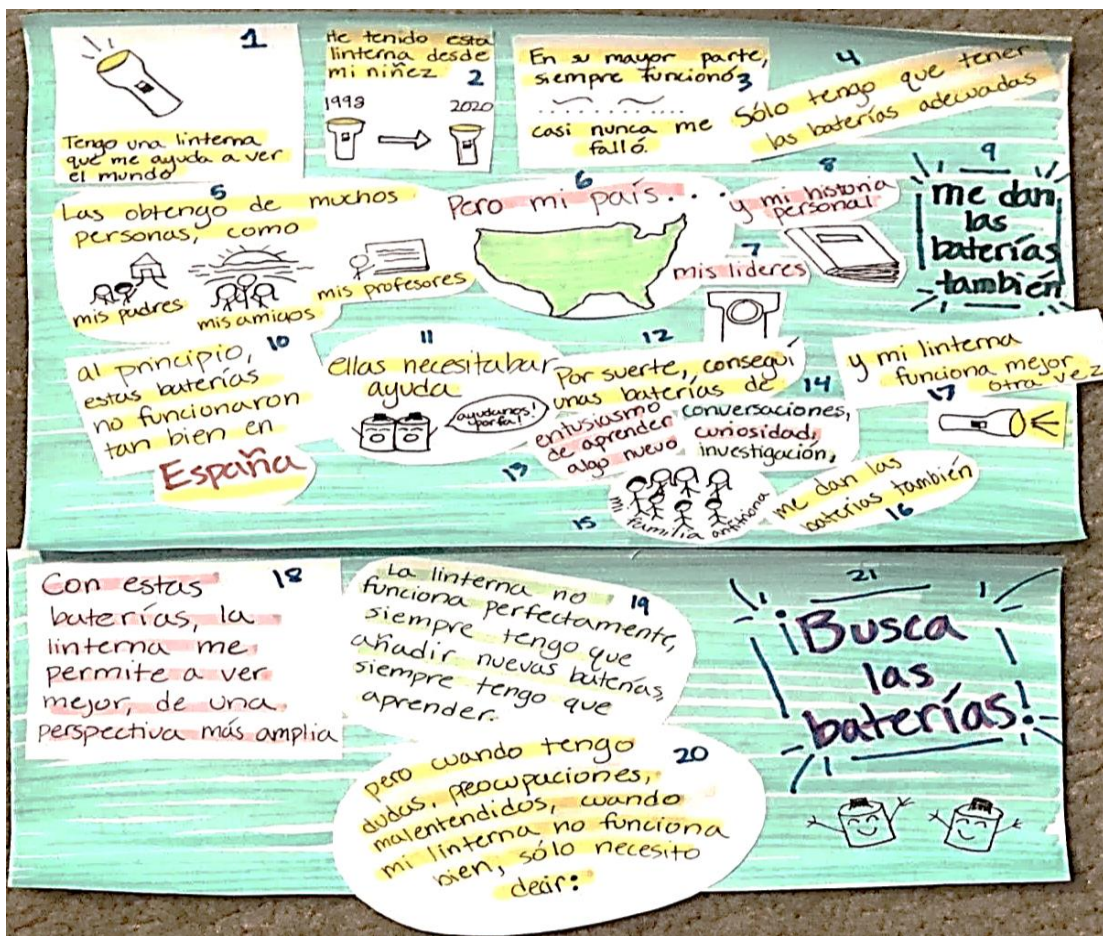 1
Tengo una linterna
que me ayuda a ver
el mundo
He tenido esta
linterna desde
mi niñez 2
1998 2020
En su mayor parte,
siempre funcionó 3
casi nunca me
falló.
4
Sólo tengo que tener
las baterías adecuadas
5
Las obtengo de muchos
personas, como
mis padres
mis amigos
mis profesores
6
Pero mi país...
7
mis líderes
8
y mi historia
personal
9
me dan
las
baterías
también
10
al principio,
estas baterías
no funcionaron
tan bien en
España
11
ellas necesitabar
ayuda
ayudanos!
porfa!
12
Por suerte, conseguí
unas baterías de
13
entusiasmo
de aprender
algo nuevo
14
conversaciones,
curiosidad,
investigación,
15
mi familia anfitriona
me dan las
baterías también
16
y mi linterna
funciona mejor
otra vez
17
Con estas 18
baterías, la
linterna me
permite a ver
mejor, de una
perspectiva más amplia
La linterna no
funciona perfectamente, 19
siempre tengo que
añadir nuevas baterías,
siempre tengo que
aprender.
pero cuando tengo 20
dudas, preocupaciones,
malentendidos, cuando
mi linterna no funciona
bien, sólo necesito
decir:
21
¡Busca
las
baterías!